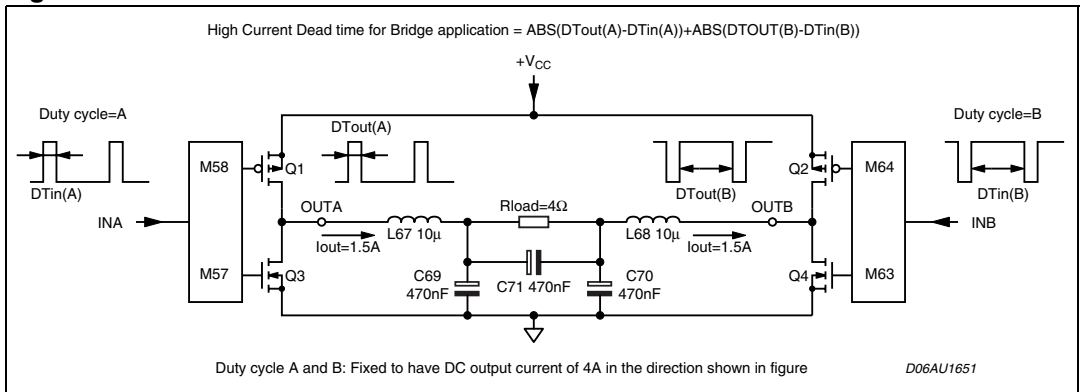 High Current Dead time for Bridge application = ABS(DTout(A)-DTin(A))+ABS(DTOUT(B)-DTin(B))
+VCC
Duty cycle=A
DTin(A)
INA
M58
M57
Q1
Q3
DTout(A)
OUTA
Iout=1.5A
L67 10μ
Rload=4Ω
C69
470nF
C71 470nF
C70
470nF
L68 10μ
Iout=1.5A
DTout(B)
OUTB
Q2
Q4
M64
M63
Duty cycle=B
DTin(B)
INB
Duty cycle A and B: Fixed to have DC output current of 4A in the direction shown in figure
D06AU1651